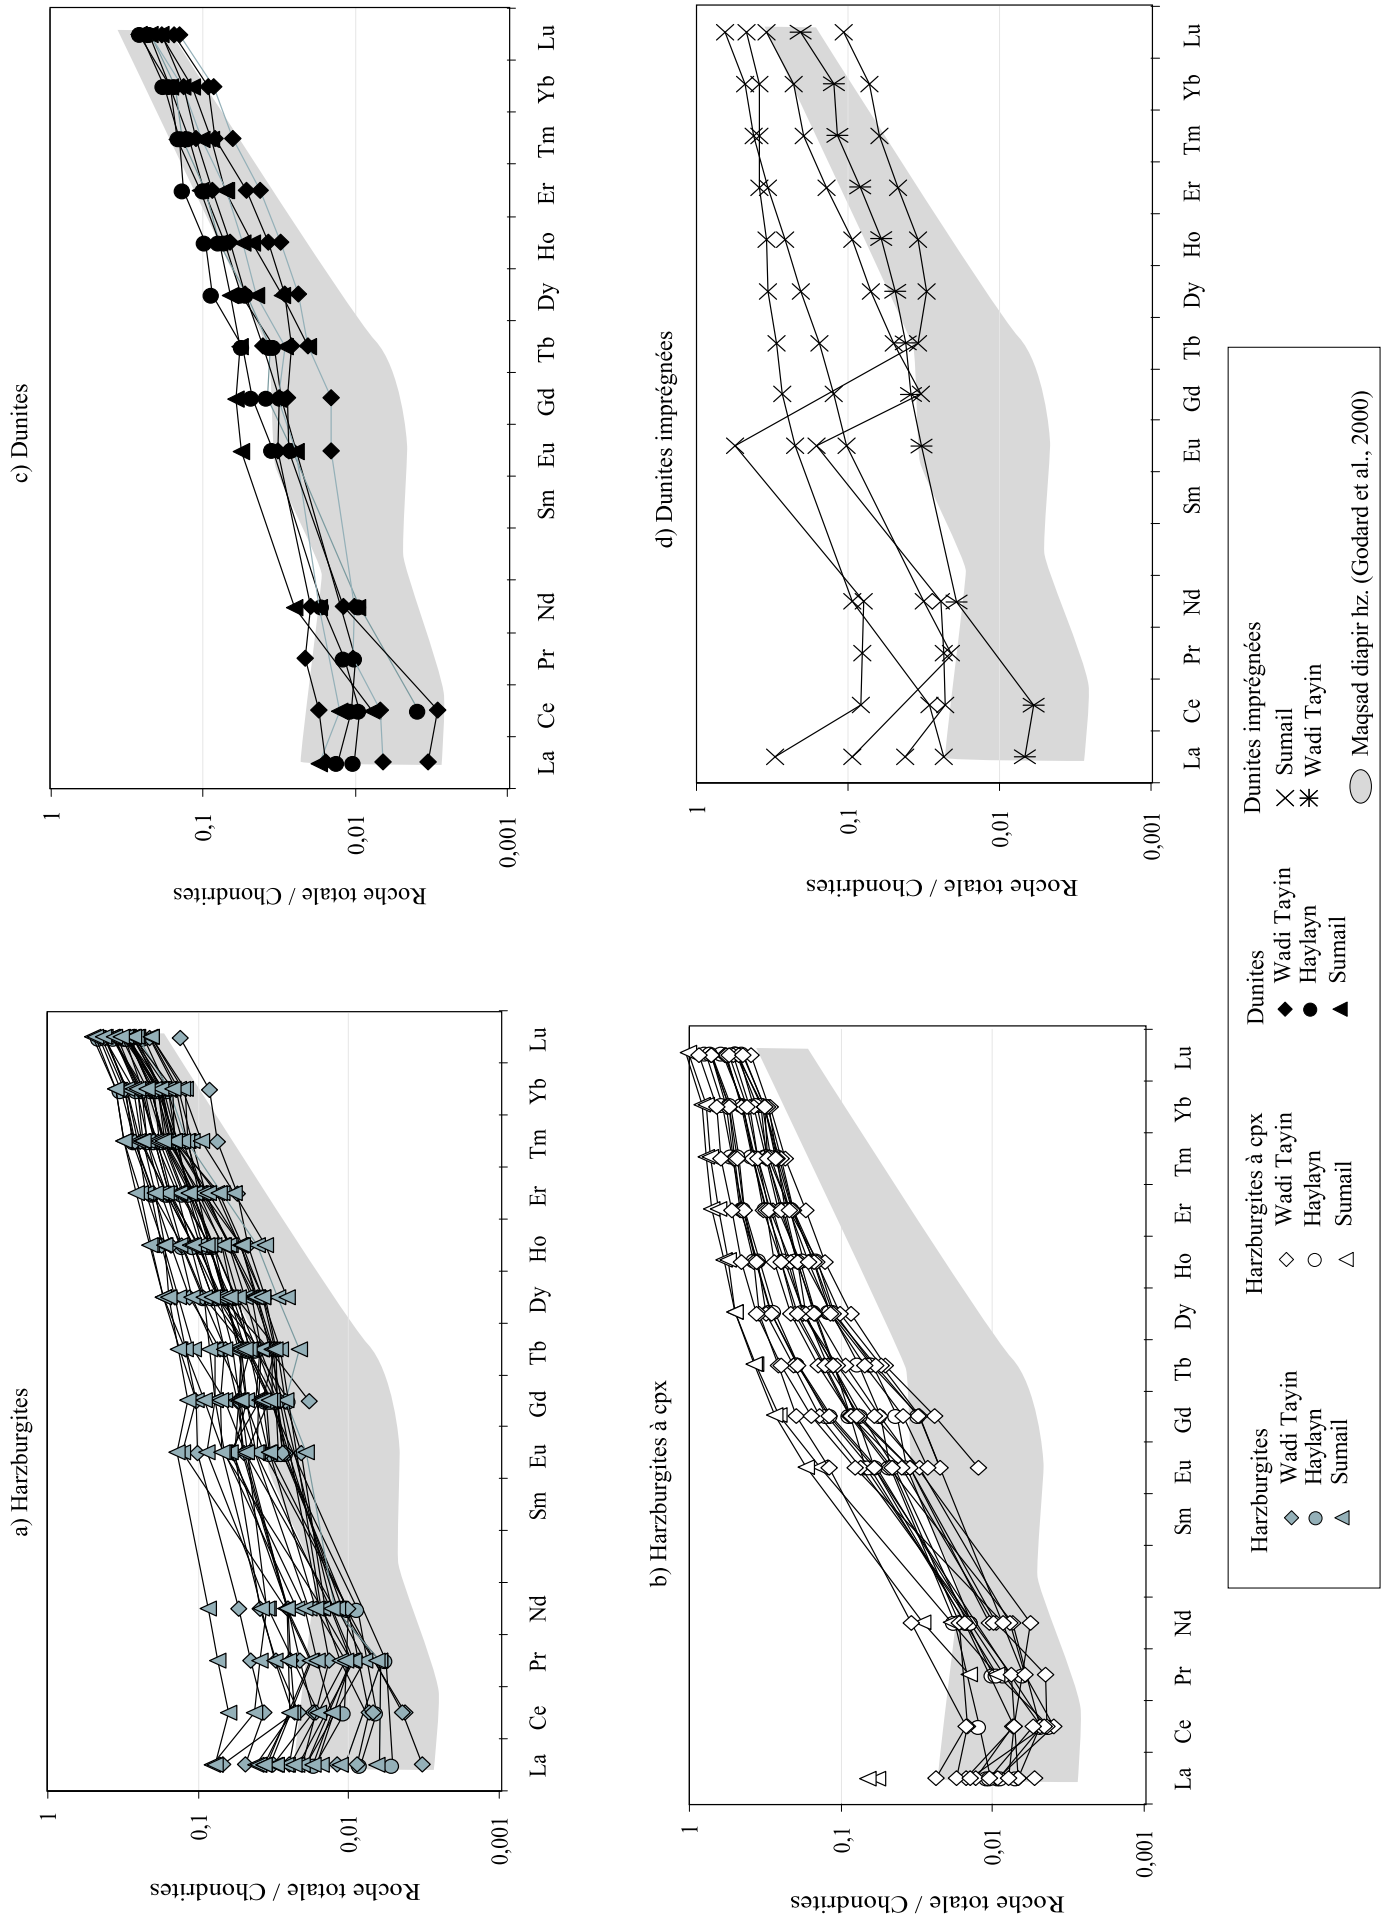 a) Harzburgites
Roche totale / Chondrites
1
0,1
0,01
0,001
La Ce Pr Nd Sm Eu Gd Tb Dy Ho Er Tm Yb Lu
c) Dunites
Roche totale / Chondrites
1
0,1
0,01
0,001
La Ce Pr Nd Sm Eu Gd Tb Dy Ho Er Tm Yb Lu
b) Harzburgites à cpx
Roche totale / Chondrites
1
0,1
0,01
0,001
La Ce Pr Nd Sm Eu Gd Tb Dy Ho Er Tm Yb Lu
d) Dunites imprégnées
Roche totale / Chondrites
1
0,1
0,01
0,001
La Ce Pr Nd Sm Eu Gd Tb Dy Ho Er Tm Yb Lu
Harzburgites
Wadi Tayin
Haylayn
Sumail
Harzburgites à cpx
Wadi Tayin
Haylayn
Sumail
Dunites
Wadi Tayin
Haylayn
Sumail
Dunites imprégnées
Sumail
Wadi Tayin
Maqsad diapir hz. (Godard et al., 2000)